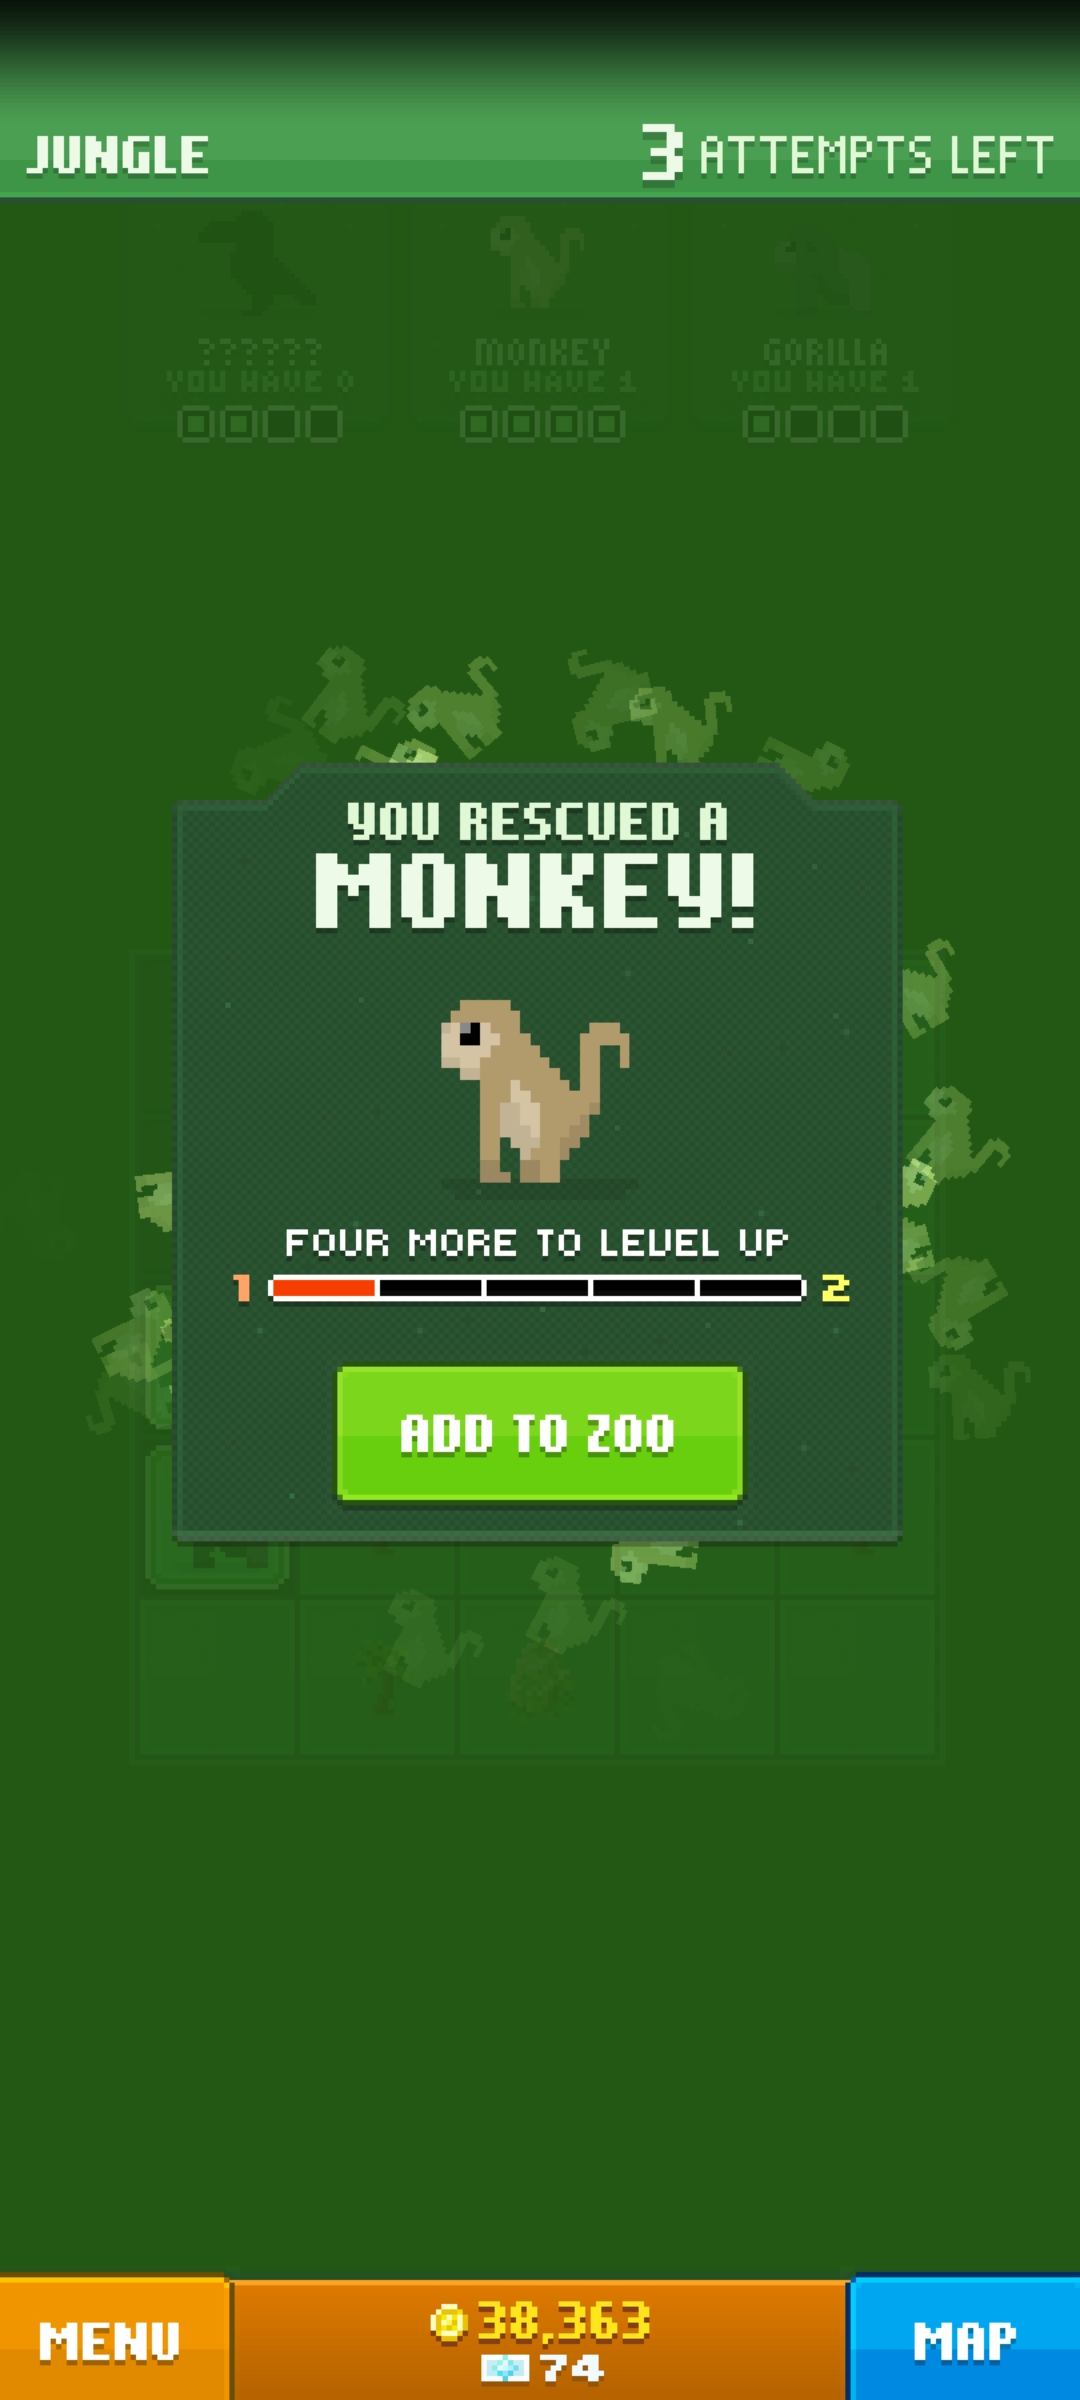 JUNGLE
3 ATTEMPTS LEFT
?????? MONKEY GORILLA
YOU HAVE 0 YOU HAVE 1 YOU HAVE 1
YOU RESCUED A
MONKEY!
FOUR MORE TO LEVEL UP
1 2
ADD TO ZOO
MENU
38,363
74
MAP